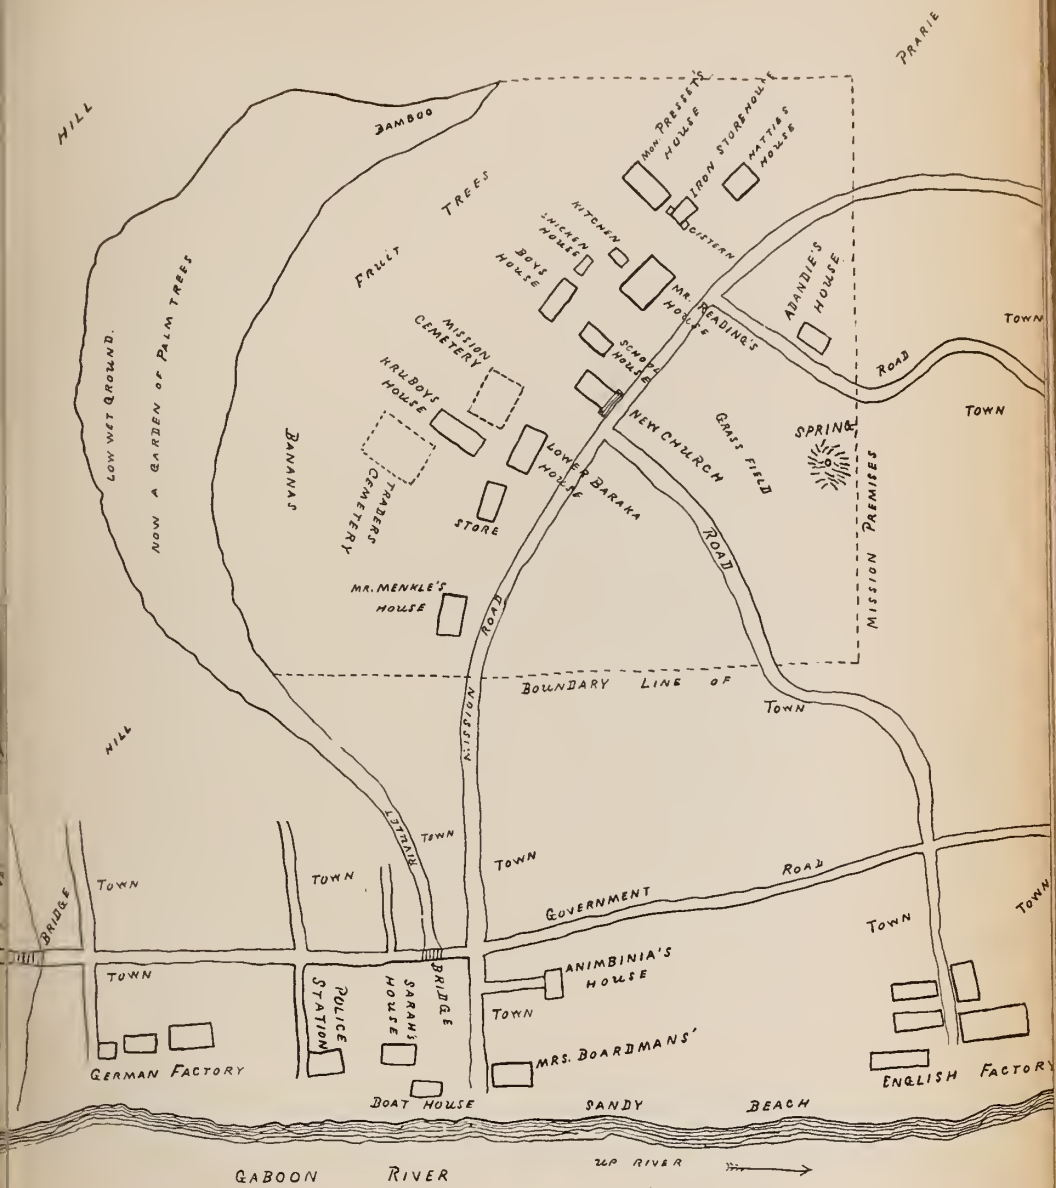 PRARIE
HILL
BAMBOO
TREES
FRUIT
MON. PRESSET'S
HOUSE
IRON STOREHOUSE
HATTIES
HOUSE
CISTERN
KITCHEN
CHICKEN
HOUSE
BOYS
HOUSE
MR. READING'S
HOUSE
ADANDIE'S
HOUSE
TOWN
ROAD
TOWN
MISSION
CEMETERY
SCHOOL
HOUSE
KRUBOYS
HOUSE
NEW CHURCH
GRASS FIELD
SPRING
LOW WET GROUND.
NOW A GARDEN OF PALM TREES
BANANAS
TRADERS
CEMETERY
LOWER BARAKA
HOUSE
STORE
ROAD
MISSION PREMISES
MR. MENKLE'S
HOUSE
ROAD
BOUNDARY LINE OF
MISSION
TOWN
HILL
RIVULET
TOWN
TOWN
TOWN
TOWN
BRIDGE
GOVERNMENT ROAD
TOWN
TOWN
TOWN
POLICE
STATION
SARAH'S
HOUSE
BRIDGE
ANIMBINIA'S
HOUSE
TOWN
MRS. BOARDMANS'
GERMAN FACTORY
ENGLISH FACTORY
BOAT HOUSE
SANDY BEACH
GABOON RIVER
UP RIVER